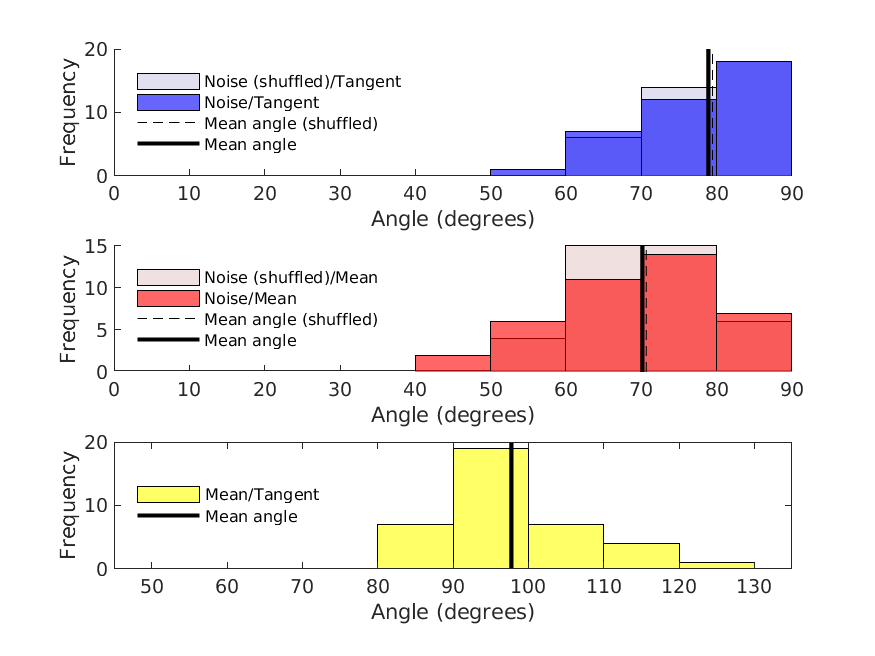 20
10
0
Frequency
Noise (shuffled)/Tangent
Noise/Tangent
Mean angle (shuffled)
Mean angle
0 10 20 30 40 50 60 70 80 90
Angle (degrees)
15
10
5
0
Frequency
Noise (shuffled)/Mean
Noise/Mean
Mean angle (shuffled)
Mean angle
0 10 20 30 40 50 60 70 80 90
Angle (degrees)
20
10
0
Frequency
Mean/Tangent
Mean angle
50 60 70 80 90 100 110 120 130
Angle (degrees)